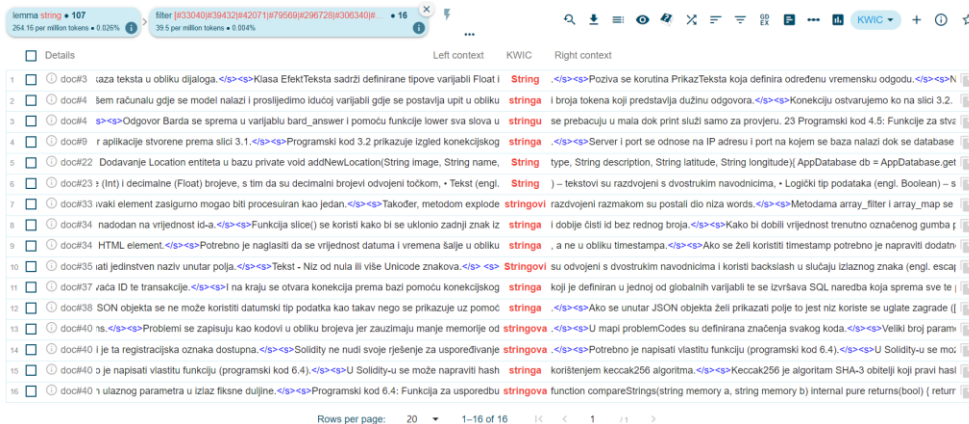 lemma string • 107
264.16 per million tokens • 0.026%
filter |#33040|#39432|#42071|#79569|#296728|#306340|#... • 16
39.5 per million tokens • 0.004%
KWIC
Details Left context KWIC Right context
1 doc#3 kaza teksta u obliku dijaloga.</s><s>Klasa EfektTeksta sadrži definirane tipove varijabli Float i String .</s><s>Poziva se korutina PrikazTeksta koja definira određenu vremensku odgodu.</s><s>N
2 doc#4 šem računalu gdje se model nalazi i proslijedimo idućoj varijabli gdje se postavlja upit u obliku stringa i broja tokena koji predstavlja dužinu odgovora.</s><s>Konekciju ostvarujemo ko na slici 3.2.
3 doc#4 s><s>Odgovor Barda se sprema u varijablu bard_answer i pomoću funkcije lower sva slova u stringu se prebacuju u mala dok print služi samo za provjeru. 23 Programski kod 4.5: Funkcije za stva
4 doc#9 r aplikacije stvorene prema slici 3.1.</s><s>Programski kod 3.2 prikazuje izgled konekcijskog stringa .</s><s>Server i port se odnose na IP adresu i port na kojem se baza nalazi dok se database
5 doc#22 Dodavanje Location entiteta u bazu private void addNewLocation(String image, String name, String type, String description, String latitude, String longitude){ AppDatabase db = AppDatabase.get
6 doc#23 : (Int) i decimalne (Float) brojeve, s tim da su decimalni brojevi odvojeni točkom, • Tekst (engl. String ) – tekstovi su razdvojeni s dvostrukim navodnicima, • Logički tip podataka (engl. Boolean) – s
7 doc#33 svaki element zasigurno mogao biti procesuiran kao jedan.</s><s>Također, metodom explode stringovi razdvojeni razmakom su postali dio niza words.</s><s>Metodama array_filter i array_map se
8 doc#34 nadodan na vrijednost id-a.</s><s>Funkcija slice() se koristi kako bi se uklonio zadnji znak iz stringa i dobije čisti id bez rednog broja.</s><s>Kako bi dobili vrijednost trenutno označenog gumba p
9 doc#34 HTML element.</s><s>Potrebno je naglasiti da se vrijednost datuma i vremena šalje u obliku stringa , a ne u obliku timestampa.</s><s>Ako se želi koristiti timestamp potrebno je napraviti dodatn
10 doc#35 ıati jedinstven naziv unutar polja.</s><s>Tekst - Niz od nula ili više Unicode znakova.</s> <s> Stringovi su odvojeni s dvostrukim navodnicima i koristi backslash u slučaju izlaznog znaka (engl. escap
11 doc#37 vaća ID te transakcije.</s><s>I na kraju se otvara konekcija prema bazi pomoću konekcijskog stringa koji je definiran u jednoj od globalnih varijabli te se izvršava SQL naredba koja sprema sve te p
12 doc#38 SON objekta se ne može koristiti datumski tip podatka kao takav nego se prikazuje uz pomoć stringa .</s><s>Ako se unutar JSON objekta želi prikazati polje to jest niz koriste se uglate zagrade ([
13 doc#40 ns.</s><s>Problemi se zapisuju kao kodovi u obliku brojeva jer zauzimaju manje memorije od stringova .</s><s>U mapi problemCodes su definirana značenja svakog koda.</s><s>Veliki broj param
14 doc#40 i je ta registracijska oznaka dostupna.</s><s>Solidity ne nudi svoje rješenje za uspoređivanje stringova .</s><s>Potrebno je napisati vlastitu funkciju (programski kod 6.4).</s><s>U Solidity-u se mož
15 doc#40 o je napisati vlastitu funkciju (programski kod 6.4).</s><s>U Solidity-u se može napraviti hash stringa korištenjem keccak256 algoritma.</s><s>Keccak256 je algoritam SHA-3 obitelji koji pravi hasl
16 doc#40 ı ulaznog parametra u izlaz fiksne duljine.</s><s>Programski kod 6.4: Funkcija za usporedbu stringova function compareStrings(string memory a, string memory b) internal pure returns(bool) { returr
Rows per page: 20 1–16 of 16 1 / 1